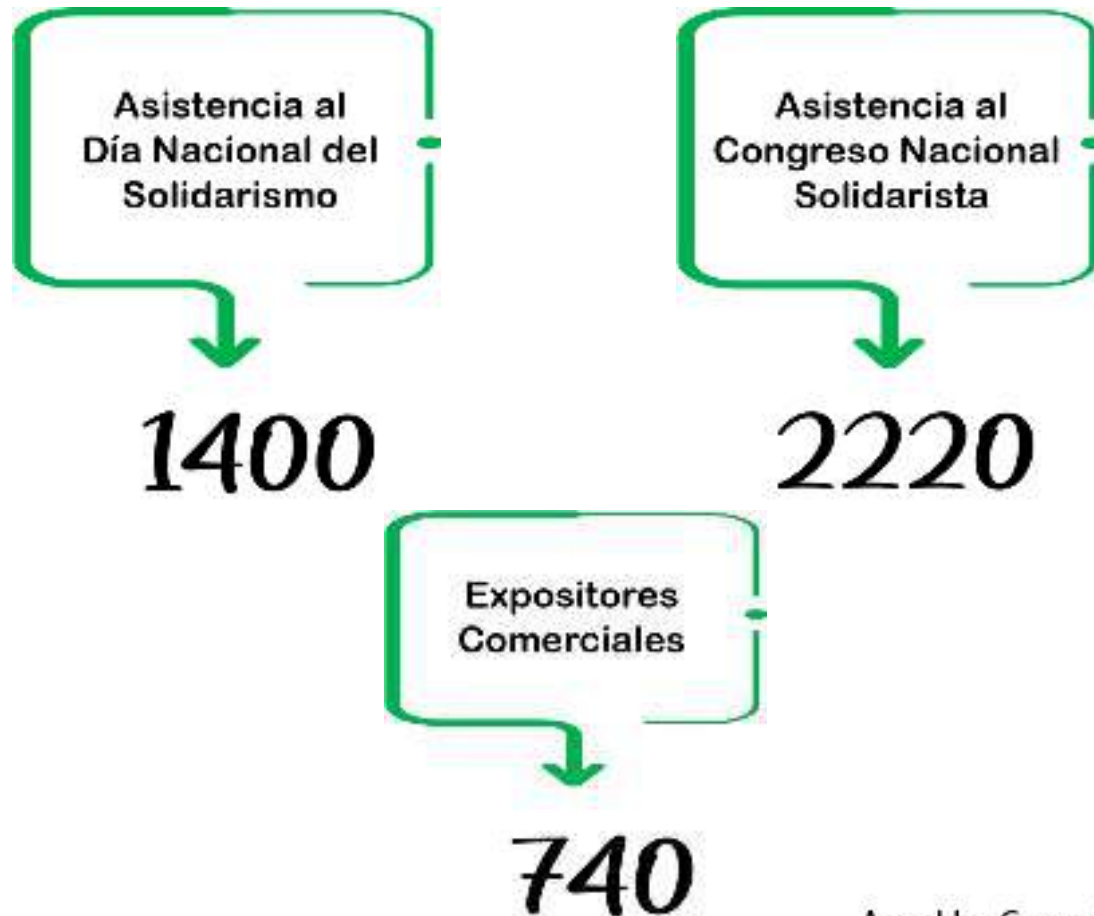 Asistencia al
Día Nacional del
Solidarismo
1400
Asistencia al
Congreso Nacional
Solidarista
2220
Expositores
Comerciales
740